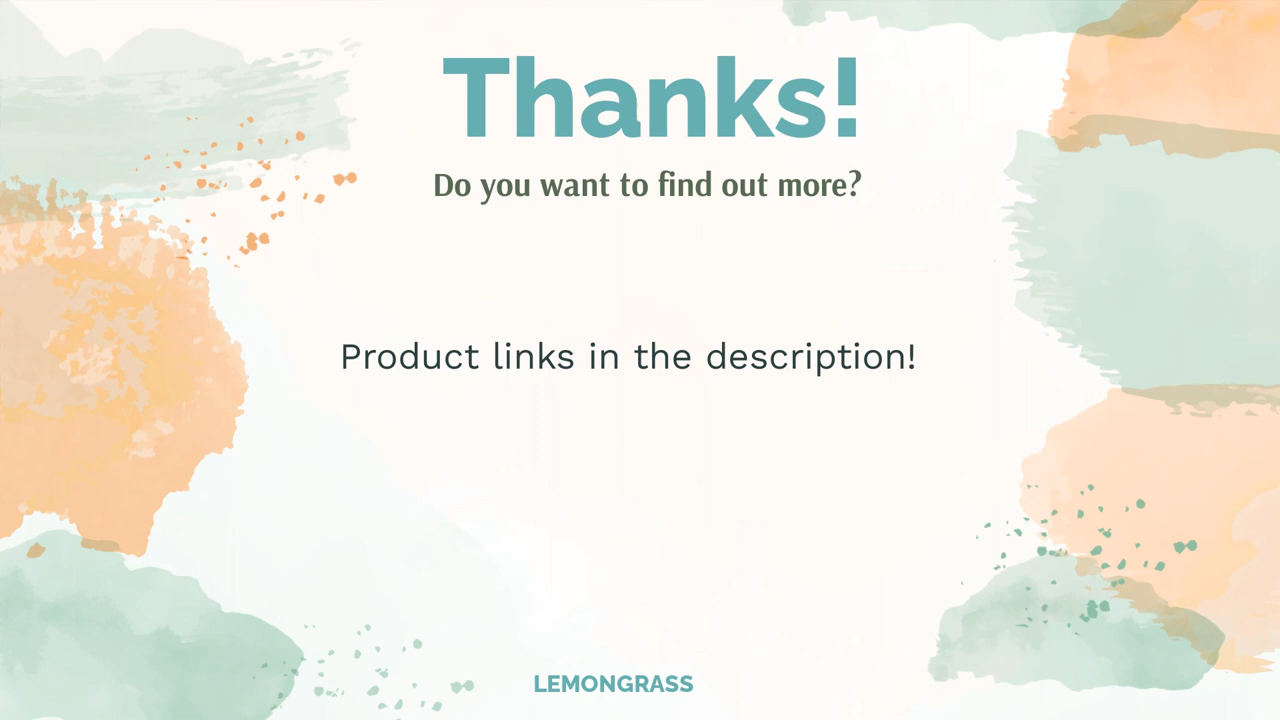 Thanks!
Do you want to find out more?
Product links in the description!
LEMONGRASS